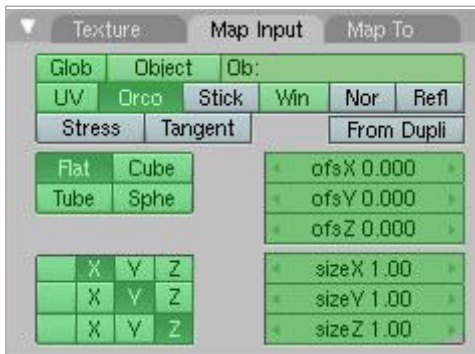 Texture Map Input Map To
Glob Object Ob:
UV Orco Stick Win Nor Refl
Stress Tangent From Dupli
Flat Cube ofsX 0.000
Tube Sphe ofsY 0.000
ofsZ 0.000
X Y Z sizeX 1.00
X Y Z sizeY 1.00
X Y Z sizeZ 1.00